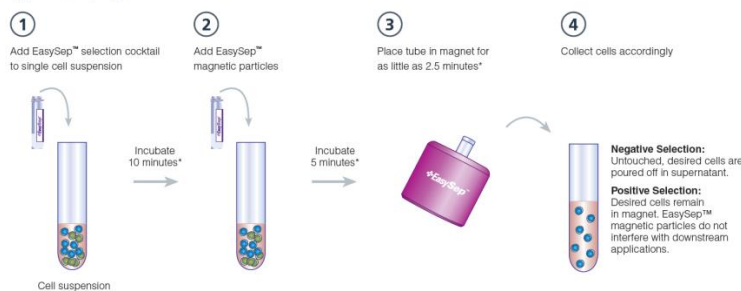 1
Add EasySep™ selection cocktail
to single cell suspension
Incubate
10 minutes*
Cell suspension
2
Add EasySep™
magnetic particles
Incubate
5 minutes*
3
Place tube in magnet for
as little as 2.5 minutes*
EasySep™
4
Collect cells accordingly
Negative Selection:
Untouched, desired cells are
poured off in supernatant.
Positive Selection:
Desired cells remain
in magnet. EasySep™
magnetic particles do not
interfere with downstream
applications.